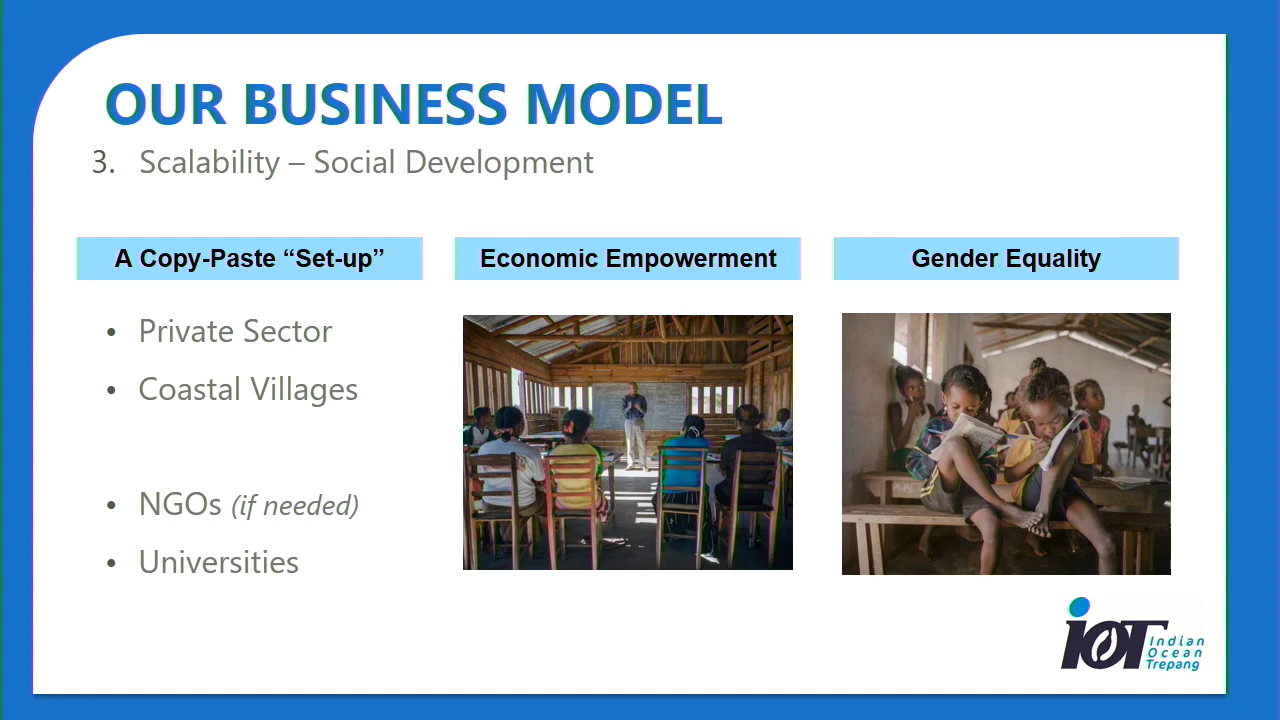 OUR BUSINESS MODEL
3. Scalability – Social Development
A Copy-Paste “Set-up”
• Private Sector
• Coastal Villages
• NGOs (if needed)
• Universities
Economic Empowerment
Gender Equality
iOT
Indian
Ocean
Trepang